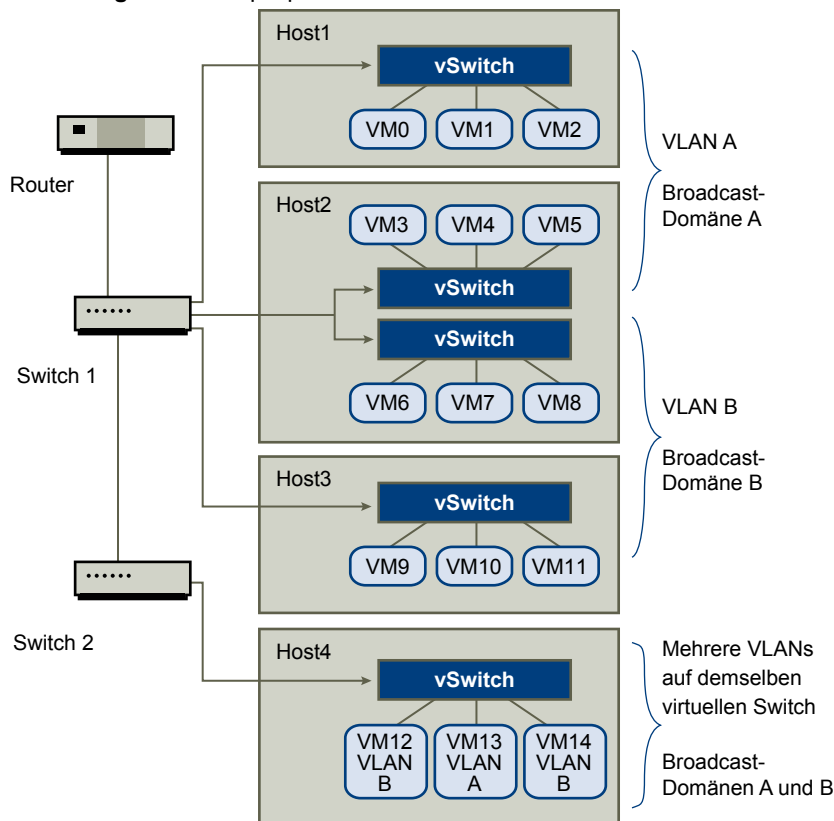 Host1
vSwitch
VM0
VM1
VM2
VLAN A
Broadcast-
Domäne A
Router
Host2
VM3
VM4
VM5
vSwitch
vSwitch
VM6
VM7
VM8
Switch 1
VLAN B
Broadcast-
Domäne B
Host3
vSwitch
VM9
VM10
VM11
Switch 2
Host4
vSwitch
VM12
VLAN
B
VM13
VLAN
A
VM14
VLAN
B
Mehrere VLANs
auf demselben
virtuellen Switch
Broadcast-
Domänen A und B